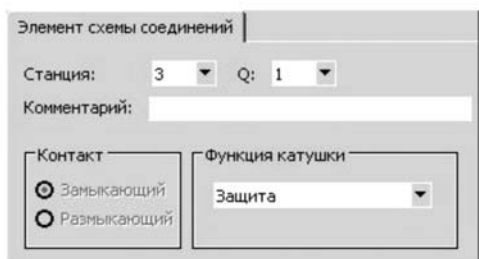 Элемент схемы соединений
Станция: 3 Q: 1
Комментарий:
Контакт Функция катушки
Замыкающий Защита
Размыкающий